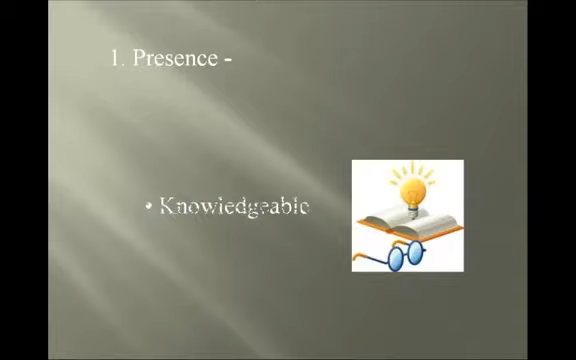 1. Presence -
• Knowledgeable